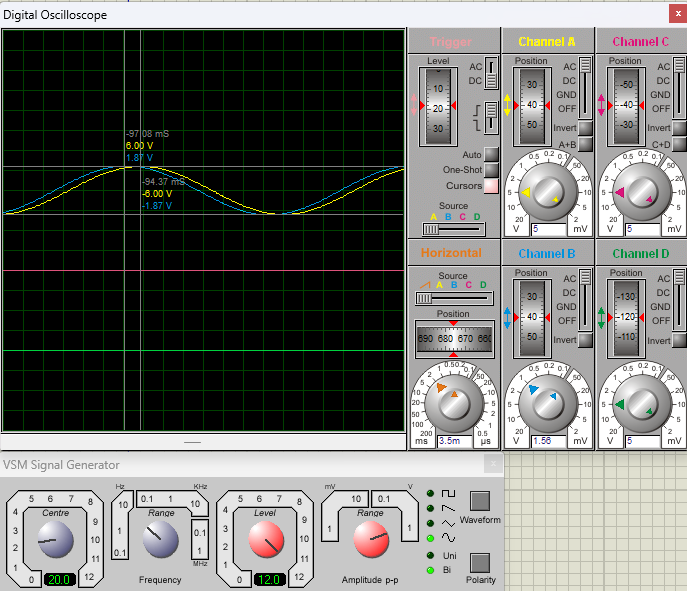 Digital Oscilloscope
x
-97.08 mS
6.00 V
1.87 V
-94.37 mS
-6.00 V
-1.87 V
Trigger
Level
10
20
30
AC
DC
Auto
One-Shot
Cursors
Source
A B C D
Channel A
Position
30
40
50
AC
DC
GND
OFF
Invert
A+B
0.5 0.2 0.1
1 50
2 20
5 10
10 5
20 2
V 5 mV
Channel C
Position
-50
-40
-30
AC
DC
GND
OFF
Invert
C+D
0.5 0.2 0.1
1 50
2 20
5 10
10 5
20 2
V 5 mV
Horizontal
Source
A B C D
Position
690 680 670 660
1 0.5 0.2 0.1
2 50
5 20
10 10
20 5
50 2
100 1
200 0.5
ms 3.5m µs
Channel B
Position
30
40
50
AC
DC
GND
OFF
Invert
0.5 0.2 0.1
1 50
2 20
5 10
10 5
20 2
V 1.56 mV
Channel D
Position
-130
-120
-110
AC
DC
GND
OFF
Invert
0.5 0.2 0.1
1 50
2 20
5 10
10 5
20 2
V 5 mV
VSM Signal Generator
x
Centre
0 1 2 3 4 5 6 7 8 9 10 11 12
20.0
Hz KHz
Range
10 0.1 1 10
1 0.1
0.1 1
MHz
Frequency
Level
0 1 2 3 4 5 6 7 8 9 10 11 12
12.0
mV V
10 0.1
1 1
Range
Amplitude p-p
Waveform
Uni
Bi
Polarity